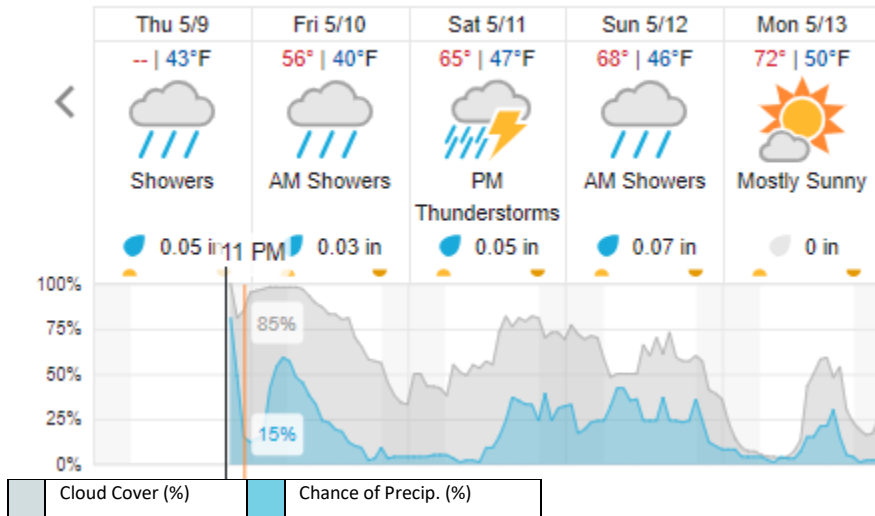 Thu 5/9 Fri 5/10 Sat 5/11 Sun 5/12 Mon 5/13
-- | 43°F 56° | 40°F 65° | 47°F 68° | 46°F 72° | 50°F
Showers AM Showers PM AM Showers Mostly Sunny
Thunderstorms
0.05 in 0.03 in 0.05 in 0.07 in 0 in
11 PM
100%
85%
75%
50%
25%
15%
0%
Cloud Cover (%) Chance of Precip. (%)